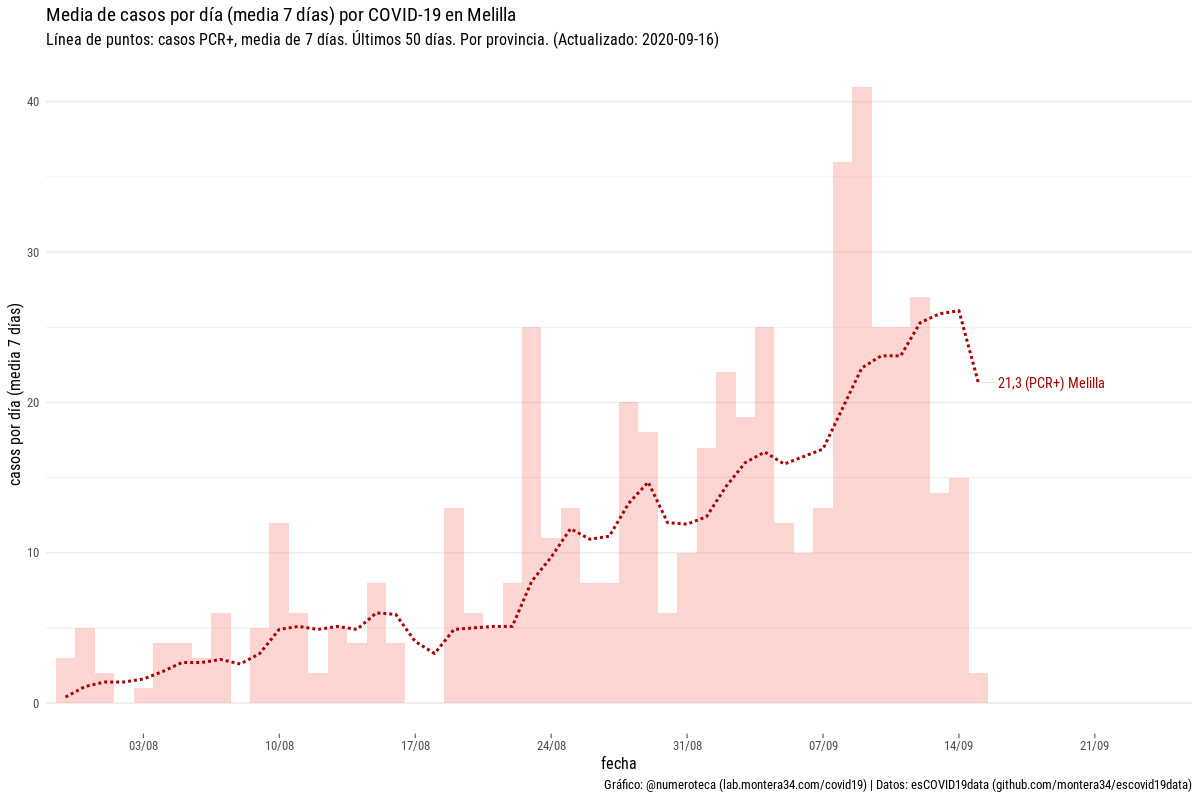 Media de casos por día (media 7 días) por COVID-19 en Melilla
Línea de puntos: casos PCR+, media de 7 días. Últimos 50 días. Por provincia. (Actualizado: 2020-09-16)
casos por día (media 7 días)
40
30
20
10
0
21,3 (PCR+) Melilla
03/08
10/08
17/08
24/08
31/08
07/09
14/09
21/09
fecha
Gráfico: @numeroteca (lab.montera34.com/covid19) | Datos: esCOVID19data (github.com/montera34/escovid19data)